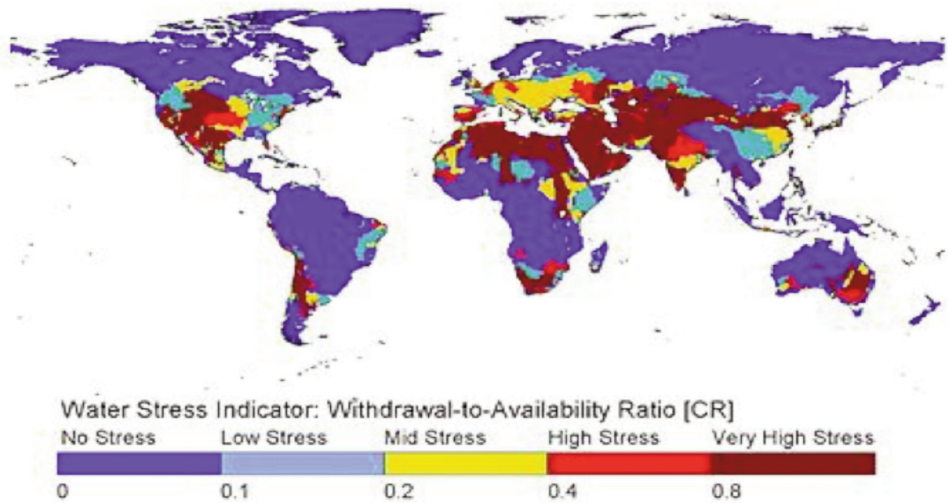 Water Stress Indicator: Withdrawal-to-Availability Ratio [CR]
No Stress Low Stress Mid Stress High Stress Very High Stress
0 0.1 0.2 0.4 0.8